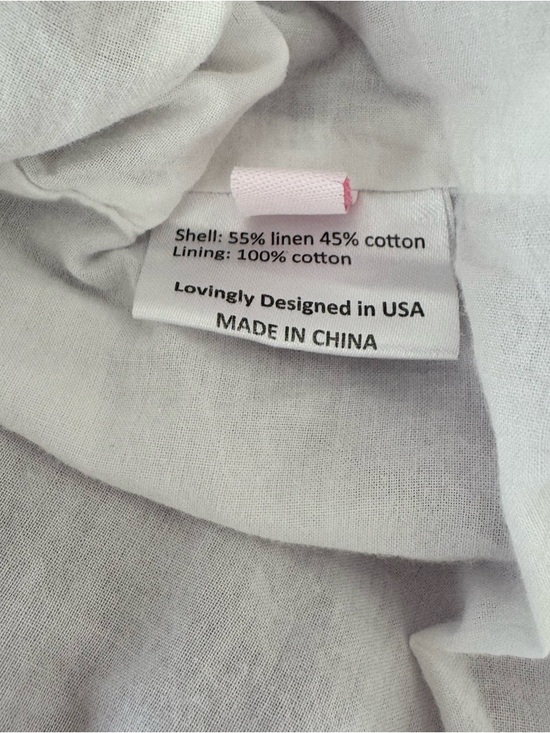 Shell: 55% linen 45% cotton
Lining: 100% cotton
Lovingly Designed in USA
MADE IN CHINA